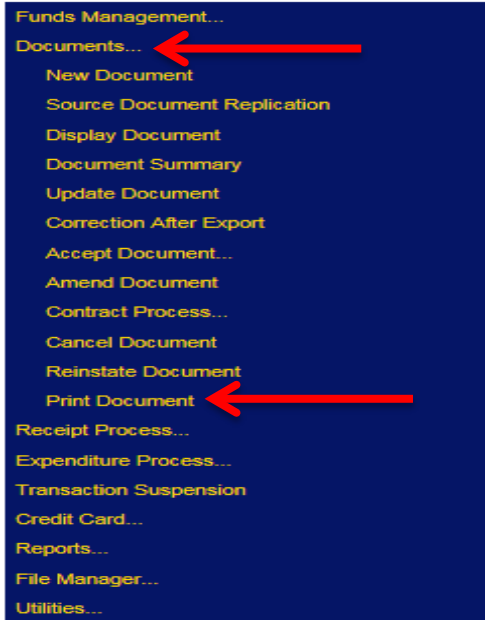 Funds Management...
Documents...
New Document
Source Document Replication
Display Document
Document Summary
Update Document
Correction After Export
Accept Document...
Amend Document
Contract Process...
Cancel Document
Reinstate Document
Print Document
Receipt Process...
Expenditure Process...
Transaction Suspension
Credit Card...
Reports...
File Manager...
Utilities...